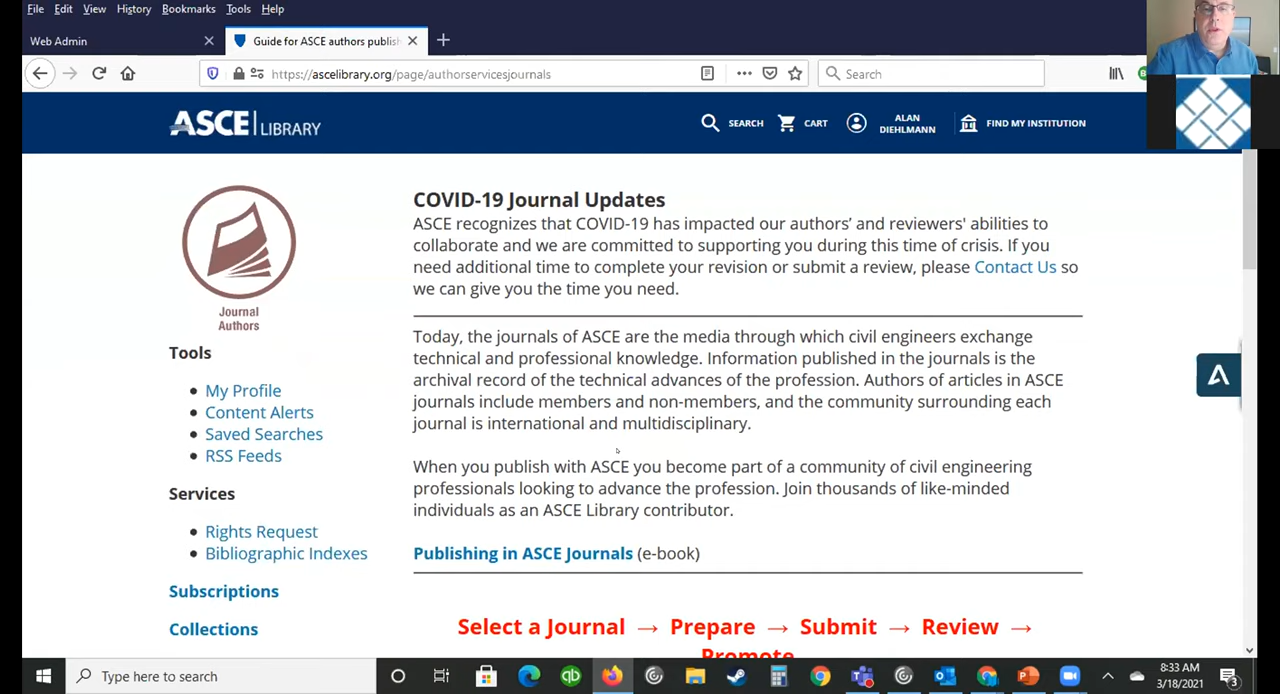 File Edit View History Bookmarks Tools Help
Web Admin
Guide for ASCE authors publish
https://ascelibrary.org/page/authorservicesjournals
Search
ASCE LIBRARY
SEARCH
CART
ALAN
DIEHLMANN
FIND MY INSTITUTION
Journal
Authors
Tools
My Profile
Content Alerts
Saved Searches
RSS Feeds
Services
Rights Request
Bibliographic Indexes
Subscriptions
Collections
COVID-19 Journal Updates
ASCE recognizes that COVID-19 has impacted our authors’ and reviewers' abilities to
collaborate and we are committed to supporting you during this time of crisis. If you
need additional time to complete your revision or submit a review, please Contact Us so
we can give you the time you need.
Today, the journals of ASCE are the media through which civil engineers exchange
technical and professional knowledge. Information published in the journals is the
archival record of the technical advances of the profession. Authors of articles in ASCE
journals include members and non-members, and the community surrounding each
journal is international and multidisciplinary.
When you publish with ASCE you become part of a community of civil engineering
professionals looking to advance the profession. Join thousands of like-minded
individuals as an ASCE Library contributor.
Publishing in ASCE Journals (e-book)
Select a Journal → Prepare → Submit → Review →
Promote
Type here to search
8:33 AM
3/18/2021
3